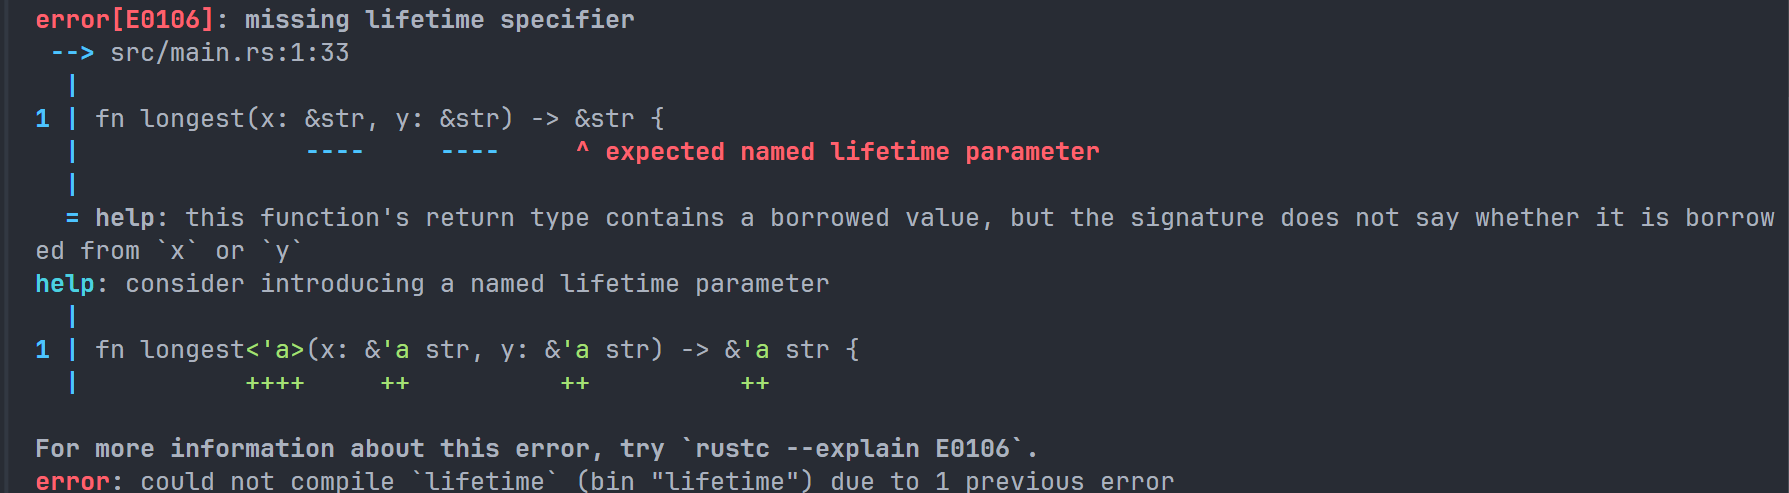 error[E0106]: missing lifetime specifier
 --> src/main.rs:1:33
  |
1 | fn longest(x: &str, y: &str) -> &str {
  |               ----     ----     ^ expected named lifetime parameter
  |
  = help: this function's return type contains a borrowed value, but the signature does not say whether it is borrow
ed from `x` or `y`
help: consider introducing a named lifetime parameter
  |
1 | fn longest<'a>(x: &'a str, y: &'a str) -> &'a str {
  |           ++++     ++          ++          ++

For more information about this error, try `rustc --explain E0106`.
error: could not compile `lifetime` (bin "lifetime") due to 1 previous error